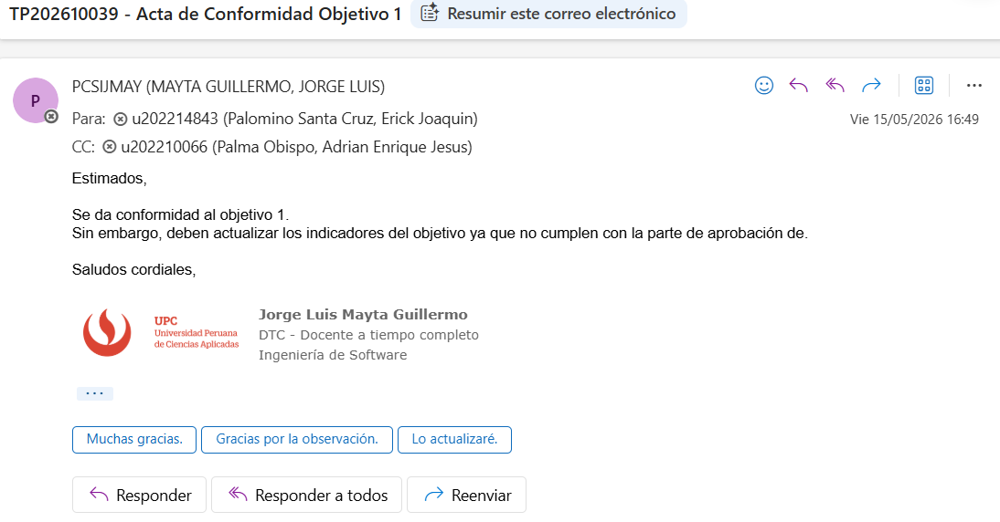 TP202610039 - Acta de Conformidad Objetivo 1 Resumir este correo electrónico
P
PCSIJMAY (MAYTA GUILLERMO, JORGE LUIS)
Para: u202214843 (Palomino Santa Cruz, Erick Joaquin)
Vie 15/05/2026 16:49
CC: u202210066 (Palma Obispo, Adrian Enrique Jesus)
Estimados,
Se da conformidad al objetivo 1.
Sin embargo, deben actualizar los indicadores del objetivo ya que no cumplen con la parte de aprobación de.
Saludos cordiales,
UPC
Universidad Peruana
de Ciencias Aplicadas
Jorge Luis Mayta Guillermo
DTC - Docente a tiempo completo
Ingeniería de Software
Muchas gracias. Gracias por la observación. Lo actualizaré.
Responder Responder a todos Reenviar